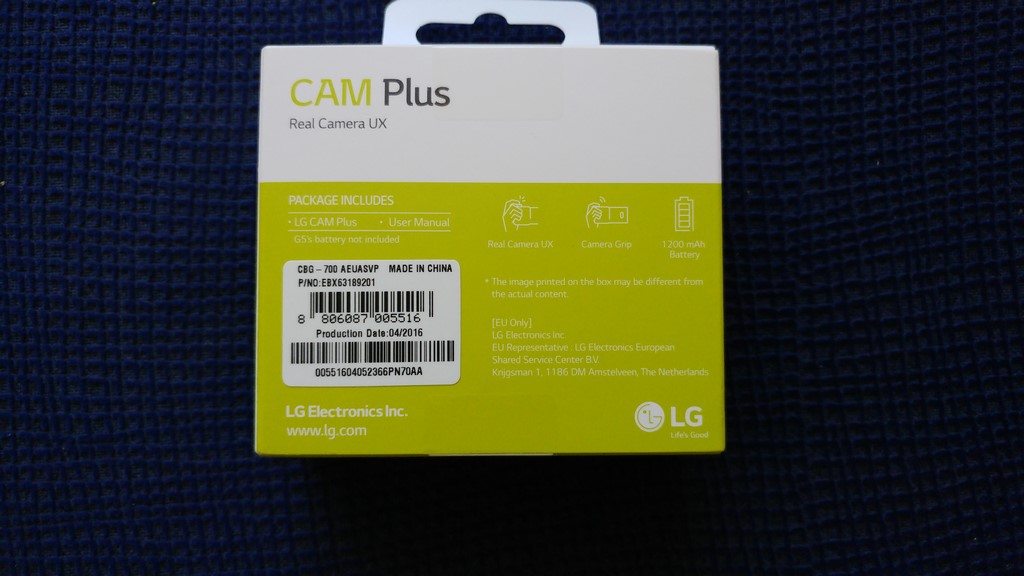 CAM Plus
Real Camera UX
PACKAGE INCLUDES
• LG CAM Plus • User Manual
G5's battery not included
Real Camera UX
Camera Grip
1200 mAh
Battery
CBG - 700 AEUASVP MADE IN CHINA
P/NO:EBX63189201
8 806087 005516
Production Date:04/2016
00551604052366PN70AA
* The image printed on the box may be different from
the actual content.
[EU Only]
LG Electronics Inc.
EU Representative : LG Electronics European
Shared Service Center B.V.
Krijgsman 1, 1186 DM Amstelveen, The Netherlands
LG Electronics Inc.
www.lg.com
LG
Life's Good